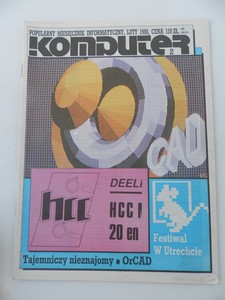 POPULARNY MIESIĘCZNIK INFORMATYCZNY, LUTY 1988, CENA 120 ZŁ
komputer
2
CAD
DEELI
hcc
HCC
20 en
Festiwal
W Utrechcie
Tajemniczy nieznajomy • OrCAD